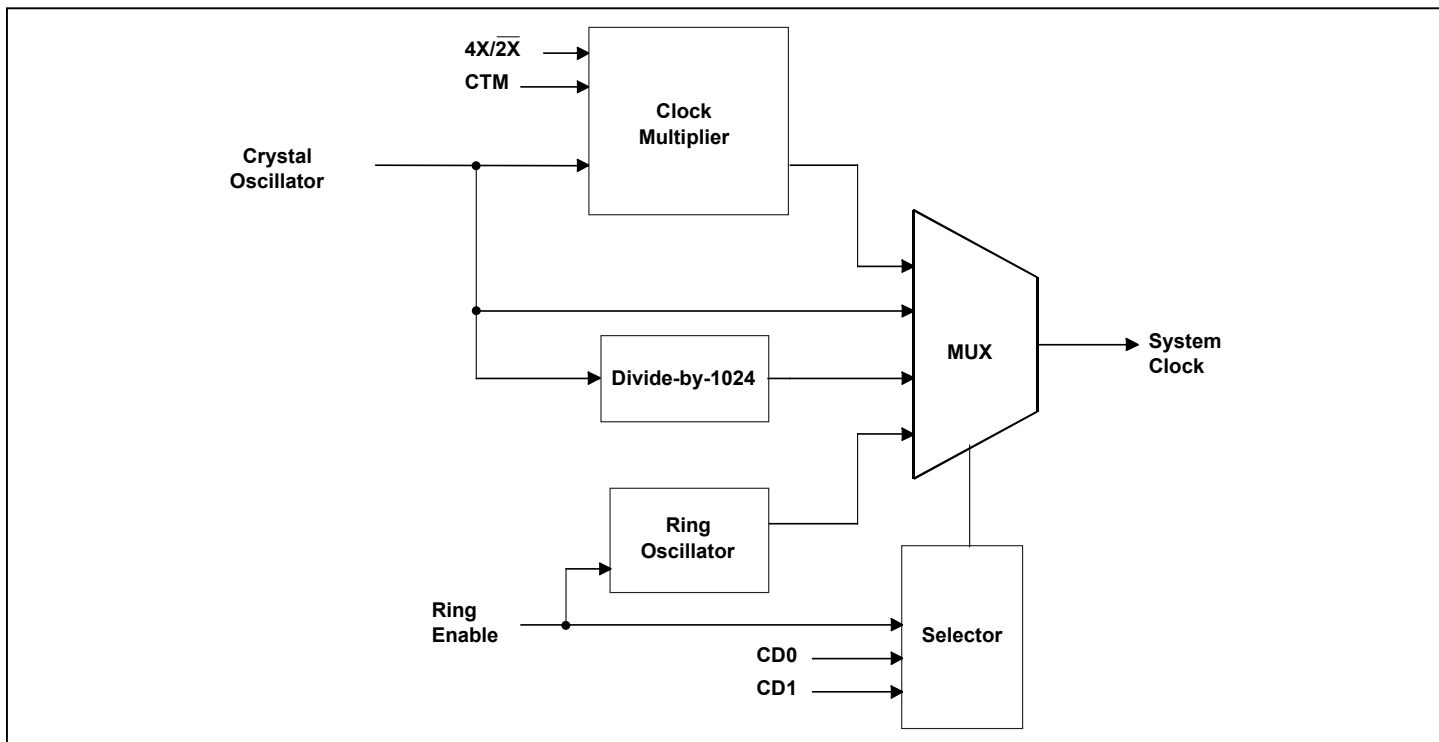 4X/2X̅
CTM
Clock
Multiplier
Crystal
Oscillator
MUX
System
Clock
Divide-by-1024
Ring
Oscillator
Ring
Enable
Selector
CD0
CD1